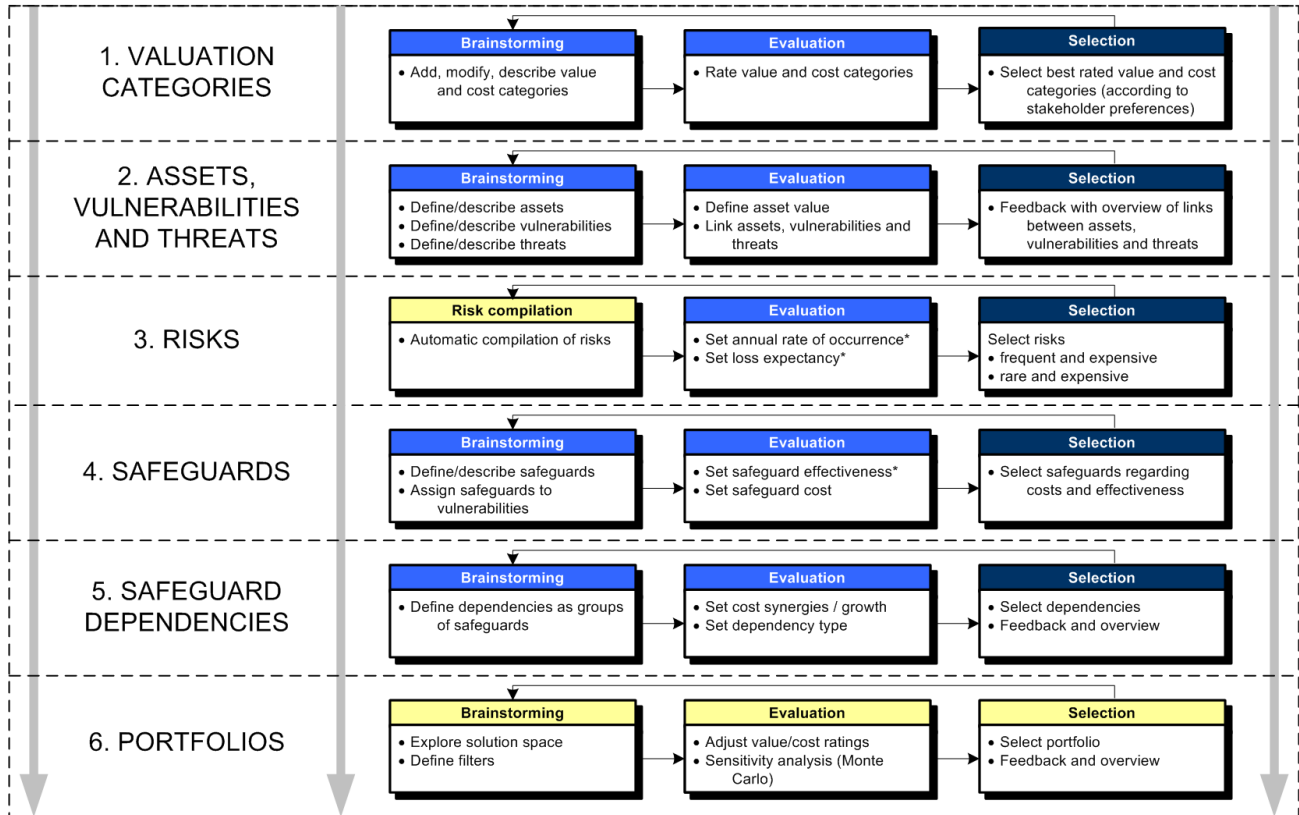 1. VALUATION
CATEGORIES
Brainstorming
• Add, modify, describe value
and cost categories
Evaluation
• Rate value and cost categories
Selection
• Select best rated value and cost
categories (according to
stakeholder preferences)
2. ASSETS,
VULNERABILITIES
AND THREATS
Brainstorming
• Define/describe assets
• Define/describe vulnerabilities
• Define/describe threats
Evaluation
• Define asset value
• Link assets, vulnerabilities and
threats
Selection
• Feedback with overview of links
between assets,
vulnerabilities and threats
3. RISKS
Risk compilation
• Automatic compilation of risks
Evaluation
• Set annual rate of occurrence*
• Set loss expectancy*
Selection
Select risks
• frequent and expensive
• rare and expensive
4. SAFEGUARDS
Brainstorming
• Define/describe safeguards
• Assign safeguards to
vulnerabilities
Evaluation
• Set safeguard effectiveness*
• Set safeguard cost
Selection
• Select safeguards regarding
costs and effectiveness
5. SAFEGUARD
DEPENDENCIES
Brainstorming
• Define dependencies as groups
of safeguards
Evaluation
• Set cost synergies / growth
• Set dependency type
Selection
• Select dependencies
• Feedback and overview
6. PORTFOLIOS
Brainstorming
• Explore solution space
• Define filters
Evaluation
• Adjust value/cost ratings
• Sensitivity analysis (Monte
Carlo)
Selection
• Select portfolio
• Feedback and overview